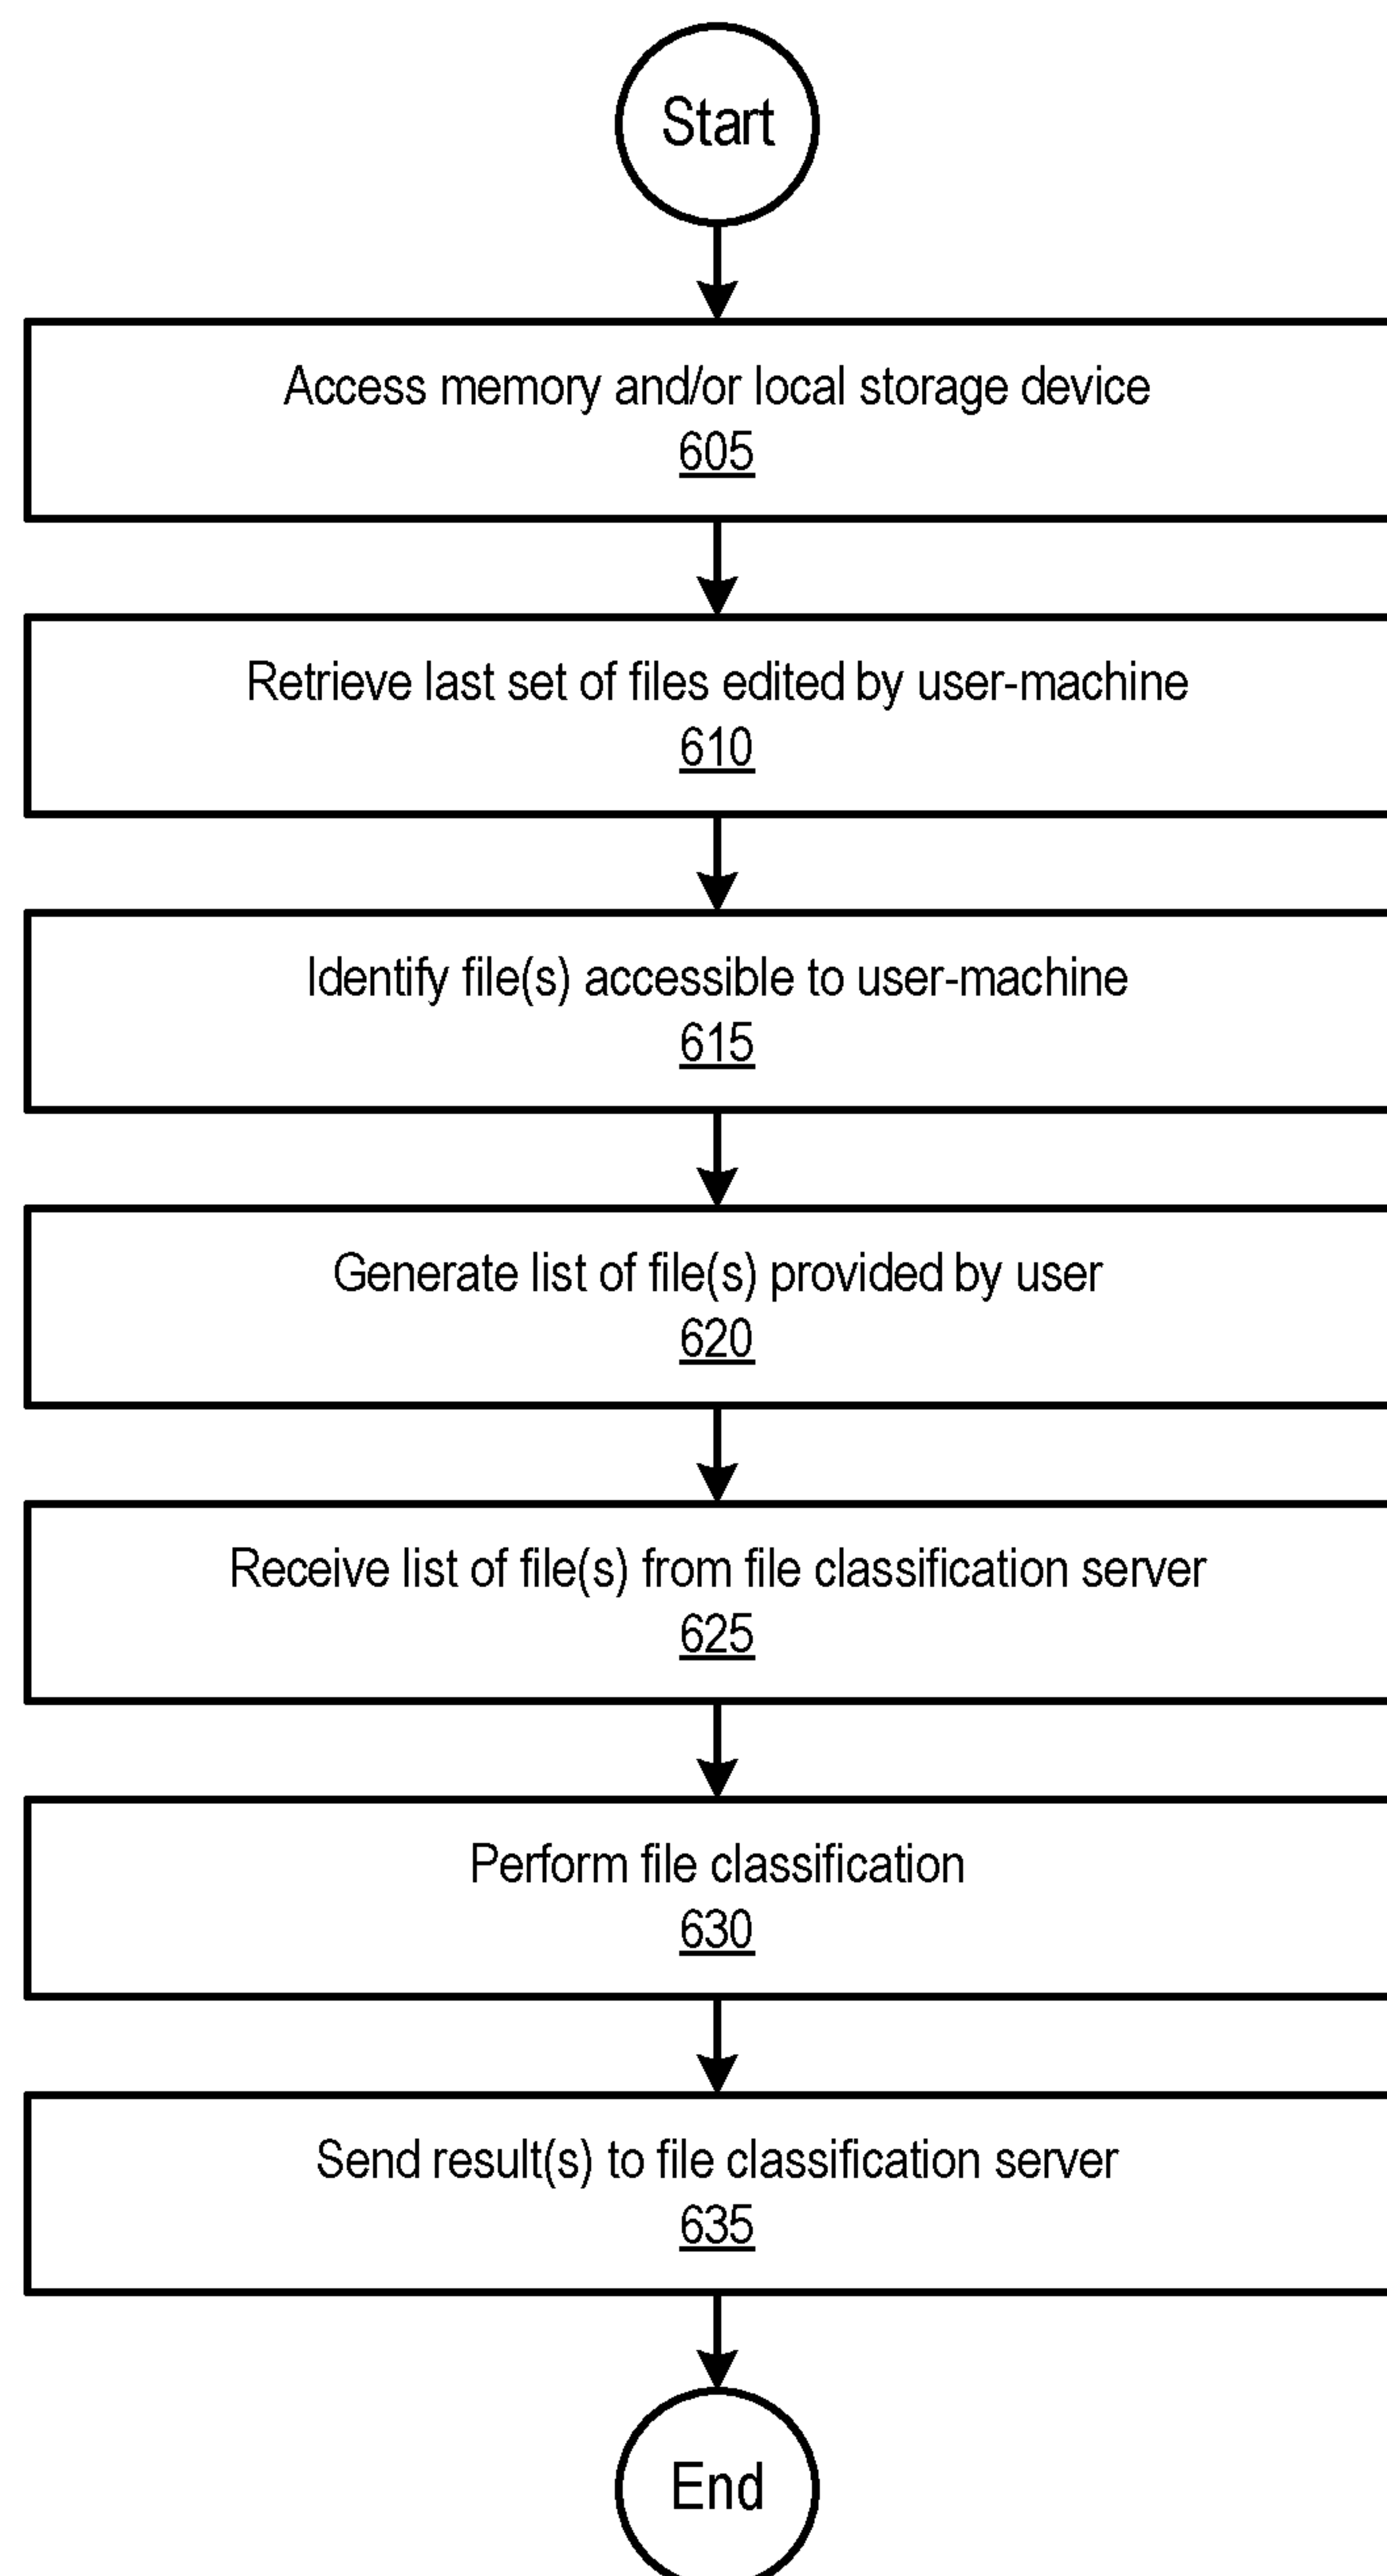 Start
Access memory and/or local storage device
605
Retrieve last set of files edited by user-machine
610
Identify file(s) accessible to user-machine
615
Generate list of file(s) provided by user
620
Receive list of file(s) from file classification server
625
Perform file classification
630
Send result(s) to file classification server
635
End